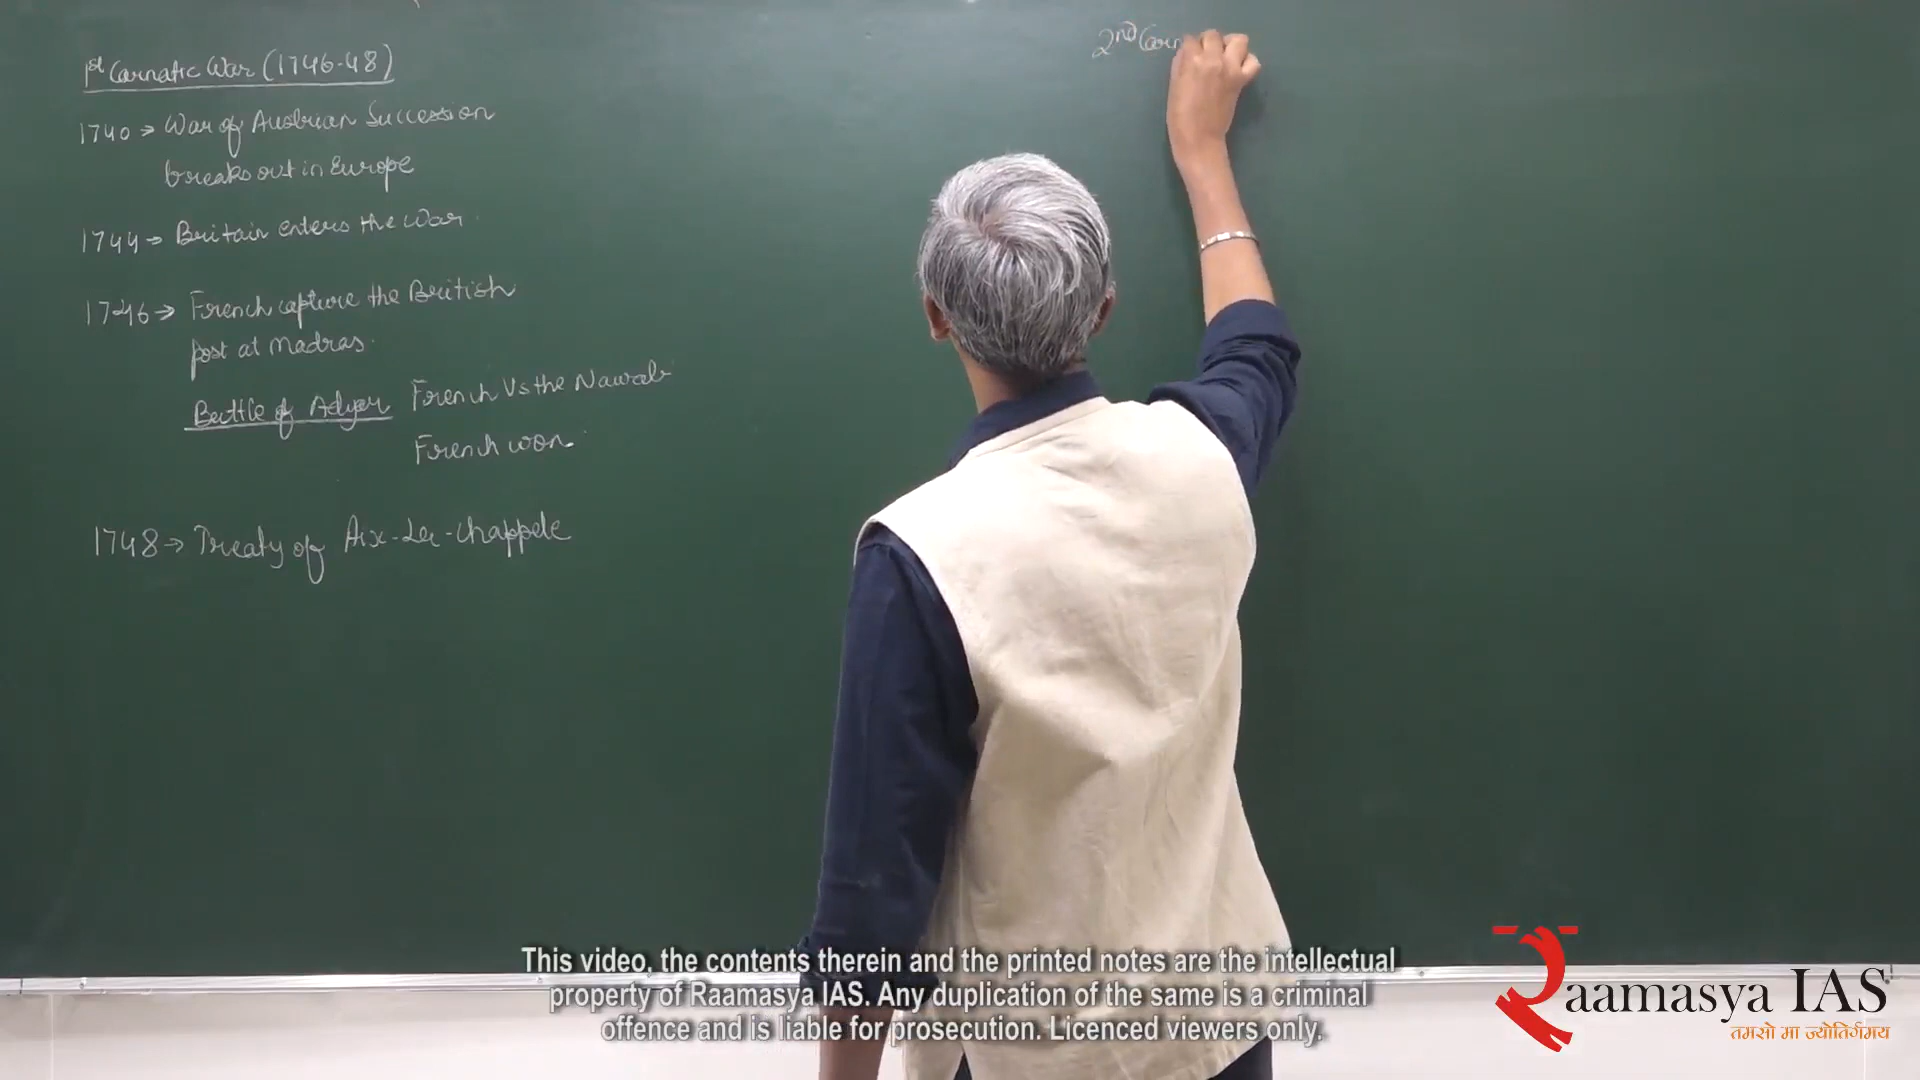 1st Carnatic War (1746-48)
1740 → War of Austrian Succession
breaks out in Europe
1744 → Britain enters the War.
1746 → French capture the British
post at Madras.
Battle of Adyar French Vs the Nawab
French won.
1748 → Treaty of Aix-La-Chappele
2nd Carn
This video, the contents therein and the printed notes are the intellectual
property of Raamasya IAS. Any duplication of the same is a criminal
offence and is liable for prosecution. Licenced viewers only.
Raamasya IAS
तमसो मा ज्योतिर्गमय